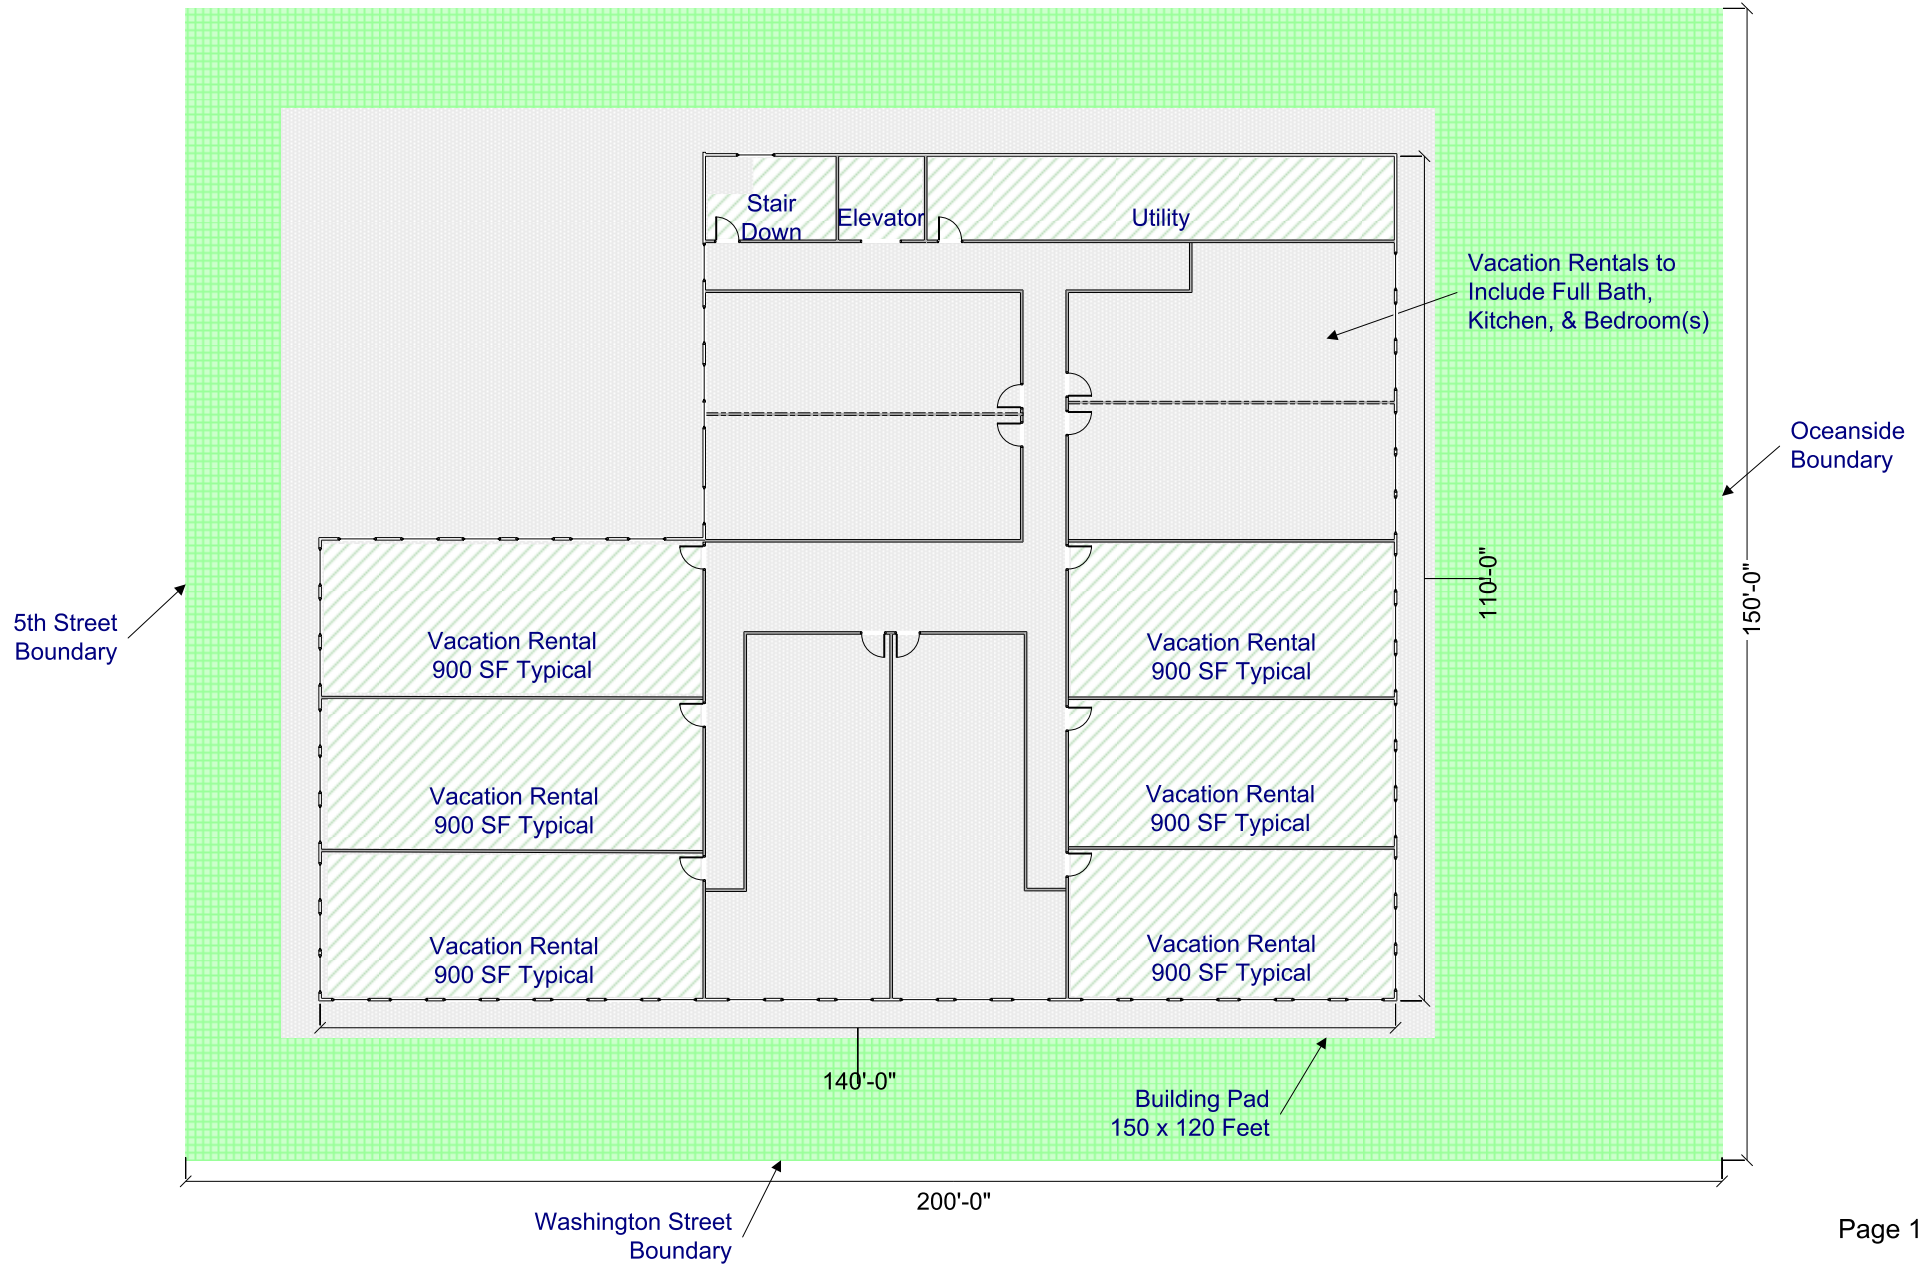 Stair
Down
Elevator
Utility
Vacation Rentals to
Include Full Bath,
Kitchen, & Bedroom(s)
Oceanside
Boundary
110'-0"
150'-0"
5th Street
Boundary
Vacation Rental
900 SF Typical
Vacation Rental
900 SF Typical
Vacation Rental
900 SF Typical
Vacation Rental
900 SF Typical
Vacation Rental
900 SF Typical
Vacation Rental
900 SF Typical
140'-0"
Building Pad
150 x 120 Feet
200'-0"
Washington Street
Boundary
Page 1